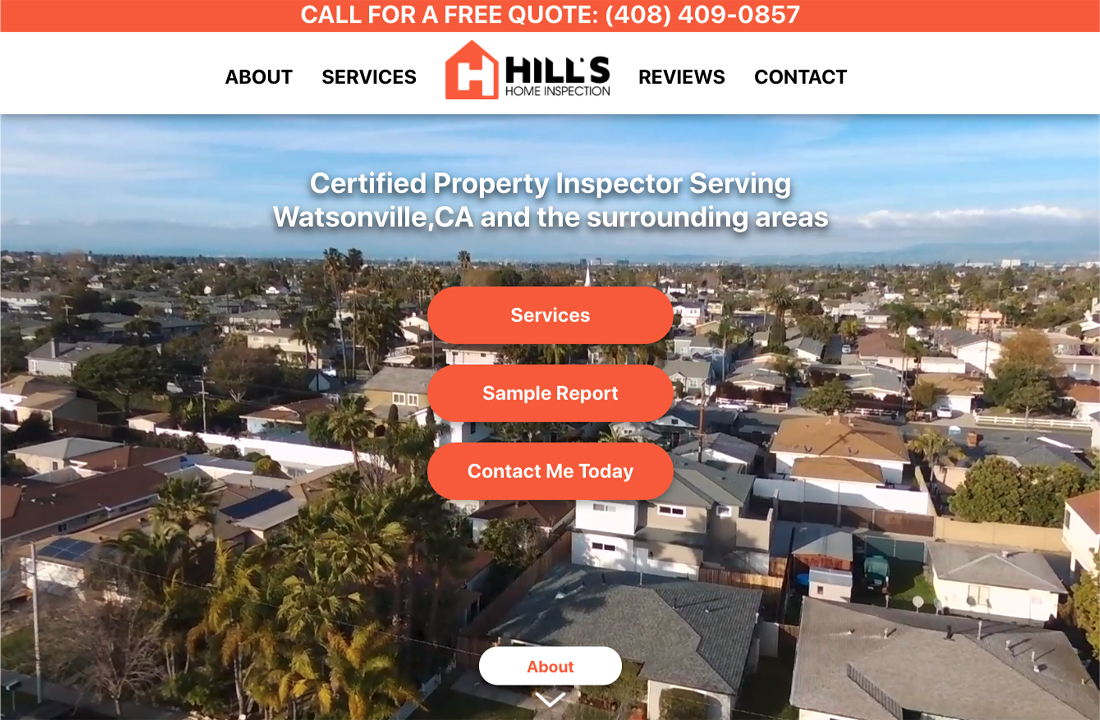 CALL FOR A FREE QUOTE: (408) 409-0857
ABOUT SERVICES HILL'S HOME INSPECTION REVIEWS CONTACT
Certified Property Inspector Serving
Watsonville,CA and the surrounding areas
Services
Sample Report
Contact Me Today
About